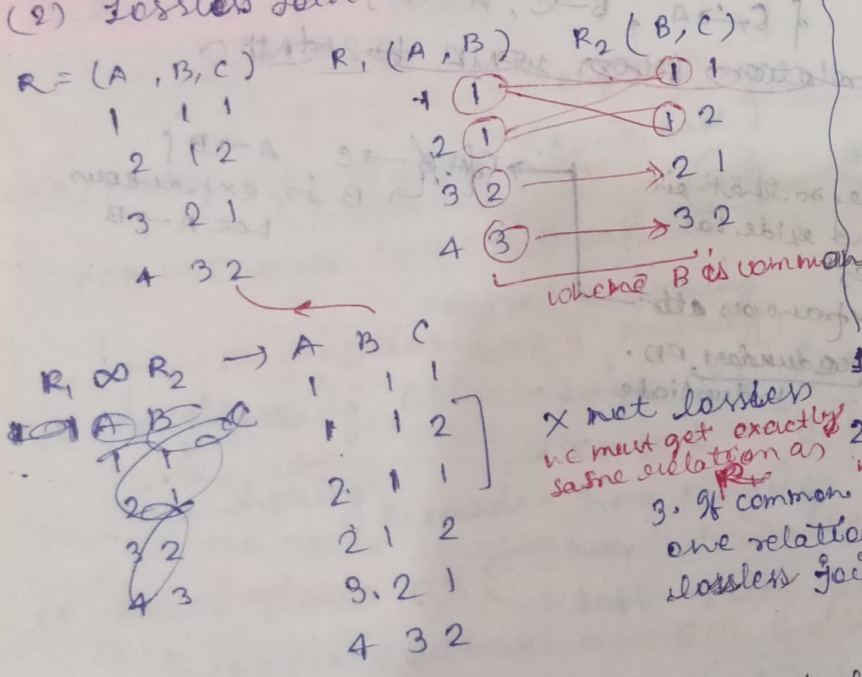 (2) Lossless Join
R = (A, B, C)
1 1 1
2 1 2
3 2 1
4 3 2
R1 (A, B)
1 1
2 1
3 2
4 3
R2 (B, C)
1 1
1 2
2 1
3 2
B is common
R1 ∞ R2 → A B C
1 1 1
1 1 2
2 1 1
2 1 2
3. 2 1
4 3 2
A B C
1 1
2 1
3 2
4 3
x not lossless
we must get exactly
same relation as
R
3. If common
one relatio
lossless joi